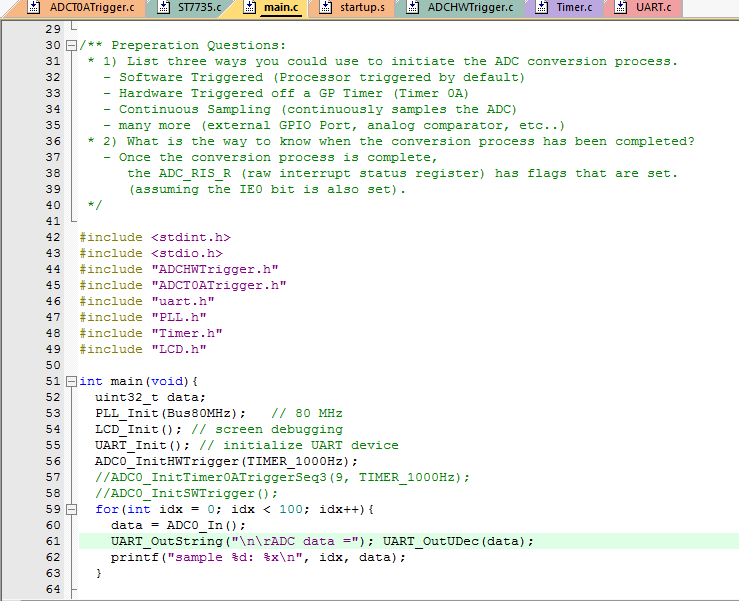 ADCT0ATrigger.c ST7735.c main.c startup.s ADCHWTrigger.c Timer.c UART.c
29
30 /** Preperation Questions:
31 * 1) List three ways you could use to initiate the ADC conversion process.
32 - Software Triggered (Processor triggered by default)
33 - Hardware Triggered off a GP Timer (Timer 0A)
34 - Continuous Sampling (continuously samples the ADC)
35 - many more (external GPIO Port, analog comparator, etc..)
36 * 2) What is the way to know when the conversion process has been completed?
37 - Once the conversion process is complete,
38 the ADC_RIS_R (raw interrupt status register) has flags that are set.
39 (assuming the IE0 bit is also set).
40 */
41
42 #include <stdint.h>
43 #include <stdio.h>
44 #include "ADCHWTrigger.h"
45 #include "ADCT0ATrigger.h"
46 #include "uart.h"
47 #include "PLL.h"
48 #include "Timer.h"
49 #include "LCD.h"
50
51 int main(void){
52 uint32_t data;
53 PLL_Init(Bus80MHz); // 80 MHz
54 LCD_Init(); // screen debugging
55 UART_Init(); // initialize UART device
56 ADC0_InitHWTrigger(TIMER_1000Hz);
57 //ADC0_InitTimer0ATriggerSeq3(9, TIMER_1000Hz);
58 //ADC0_InitSWTrigger();
59 for(int idx = 0; idx < 100; idx++){
60 data = ADC0_In();
61 UART_OutString("\n\rADC data ="); UART_OutUDec(data);
62 printf("sample %d: %x\n", idx, data);
63 }
64